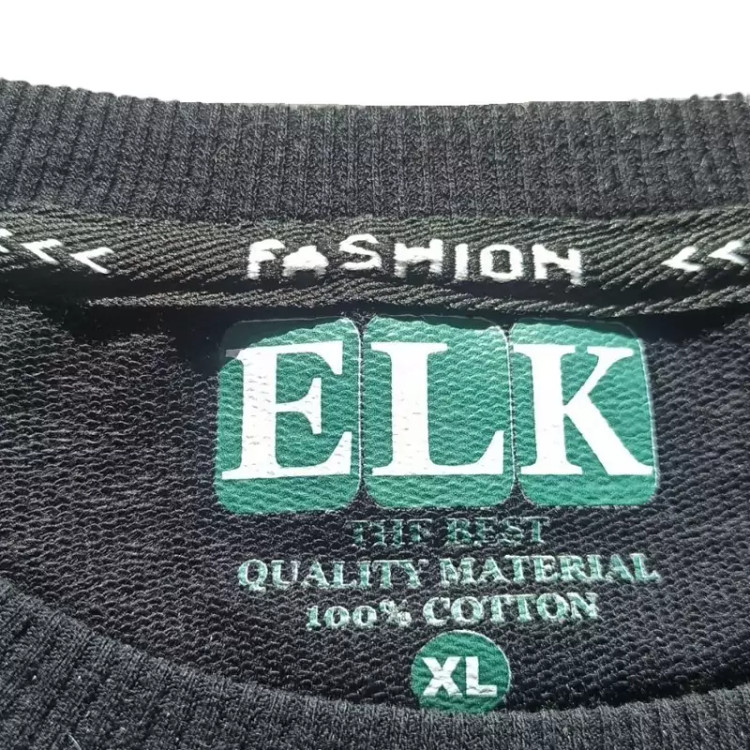 FASHION
ELK
THE BEST
QUALITY MATERIAL
100% COTTON
XL